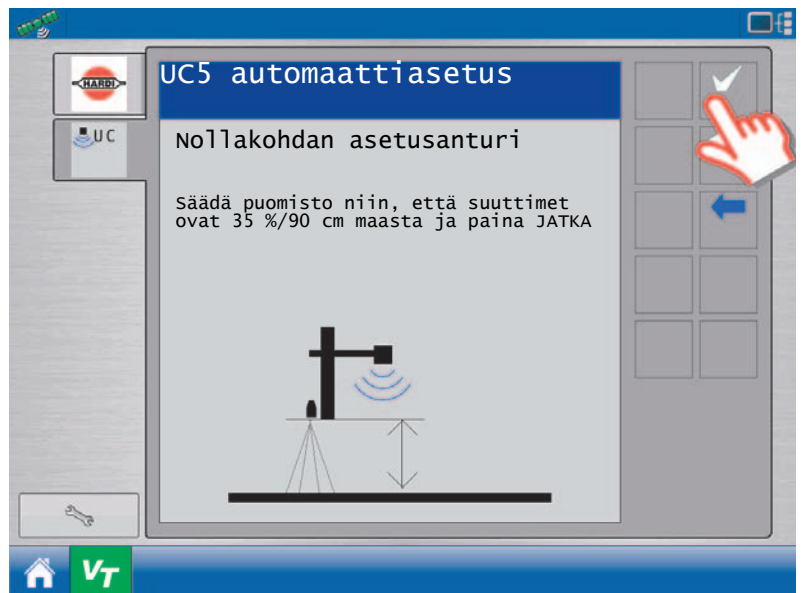 HARDI
UC5 automaattiasetus
UC
Nollakohdan asetusanturi
Säädä puomisto niin, että suuttimet
ovat 35 %/90 cm maasta ja paina JATKA
VT